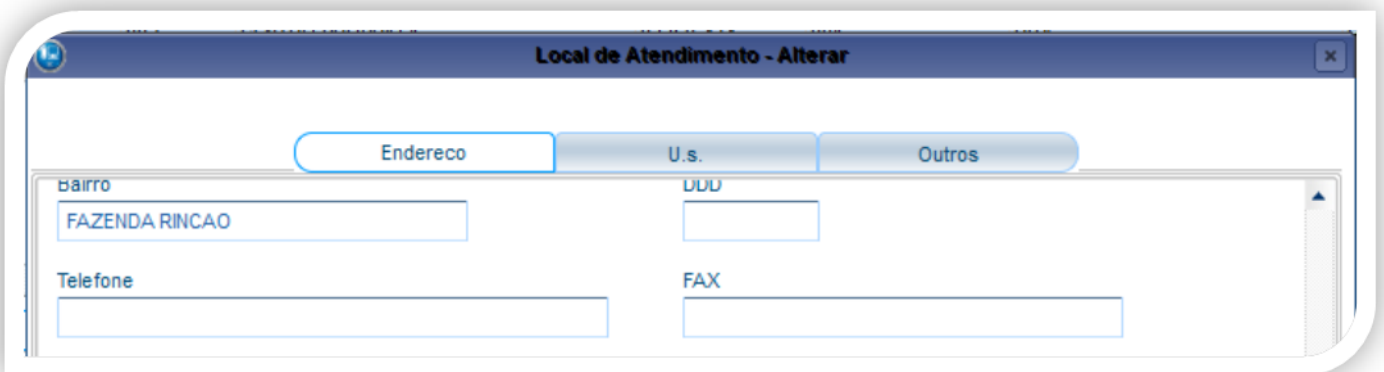 Local de Atendimento - Alterar
Endereco U.s. Outros
Bairro DDD
FAZENDA RINCAO
Telefone FAX